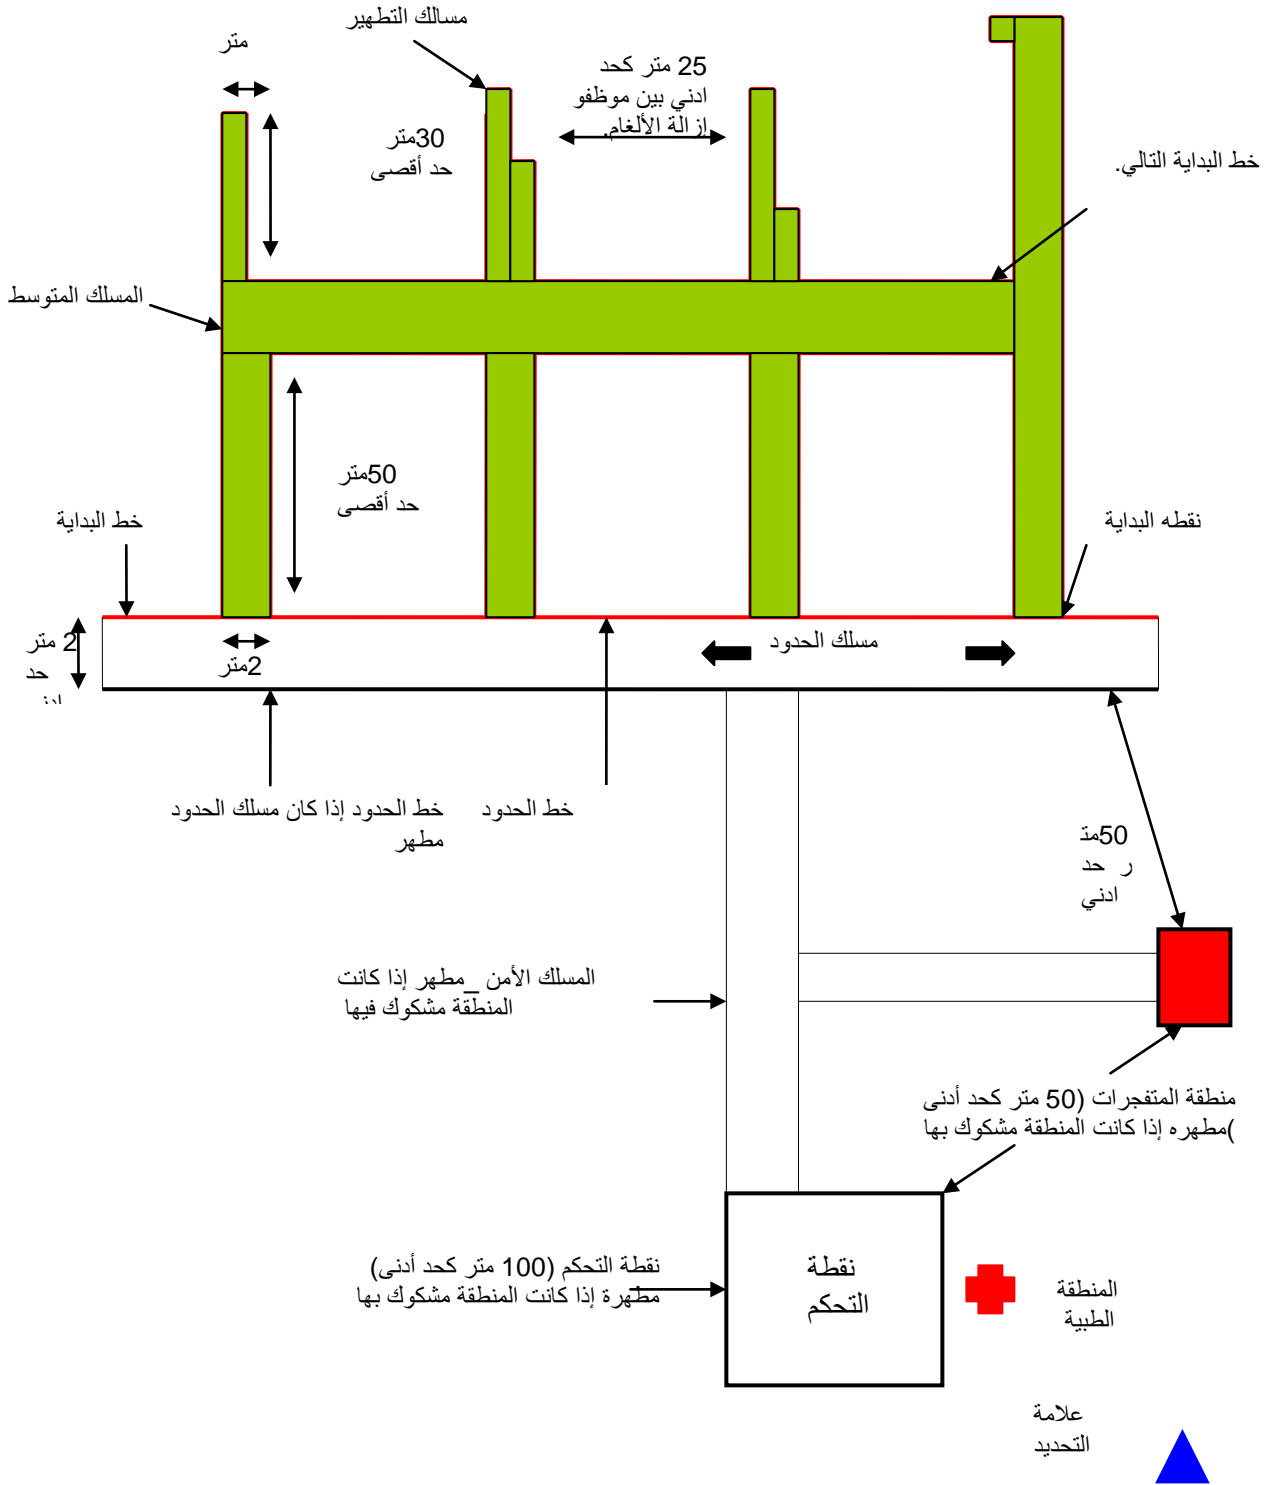 مسالك التطهير
متر
25 متر كحد
ادني بين موظفو
إزالة الألغام.
30متر
حد أقصى
خط البداية التالي.
المسلك المتوسط
50متر
حد أقصى
خط البداية
نقطه البداية
2 متر
حد
ادني
2متر
مسلك الحدود
خط الحدود إذا كان مسلك الحدود
مطهر
خط الحدود
50مت
ر حد
ادني
المسلك الأمن _مطهر إذا كانت
المنطقة مشكوك فيها
منطقة المتفجرات (50 متر كحد أدنى
)مطهره إذا كانت المنطقة مشكوك بها
نقطة التحكم (100 متر كحد أدنى)
مطهرة إذا كانت المنطقة مشكوك بها
نقطة
التحكم
المنطقة
الطبية
علامة
التحديد